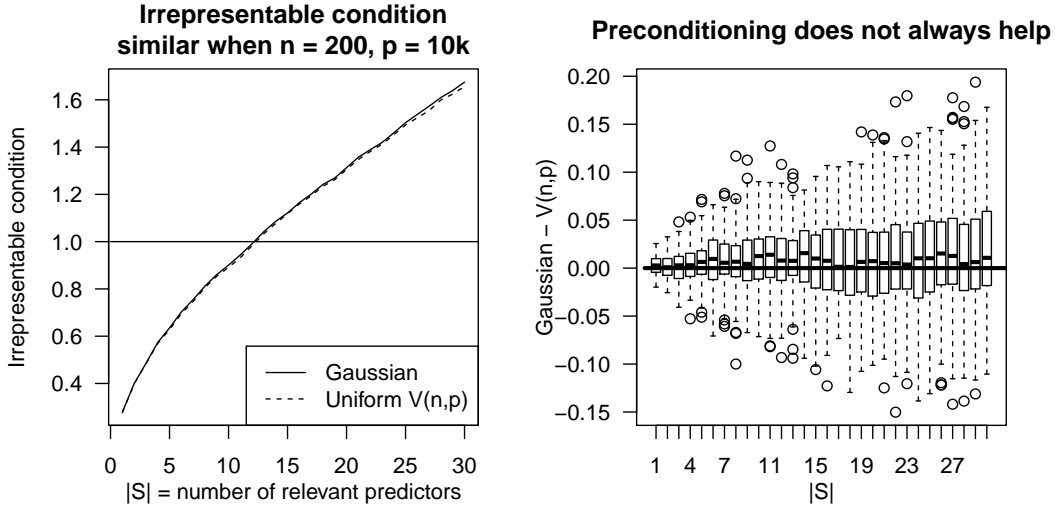 Irrepresentable condition
similar when n = 200, p = 10k
Irrepresentable condition
1.6
1.4
1.2
1.0
0.8
0.6
0.4
Gaussian
Uniform V(n,p)
0 5 10 15 20 25 30
|S| = number of relevant predictors
Preconditioning does not always help
Gaussian − V(n,p)
0.20
0.15
0.10
0.05
0.00
−0.05
−0.10
−0.15
1 4 7 11 15 19 23 27
|S|